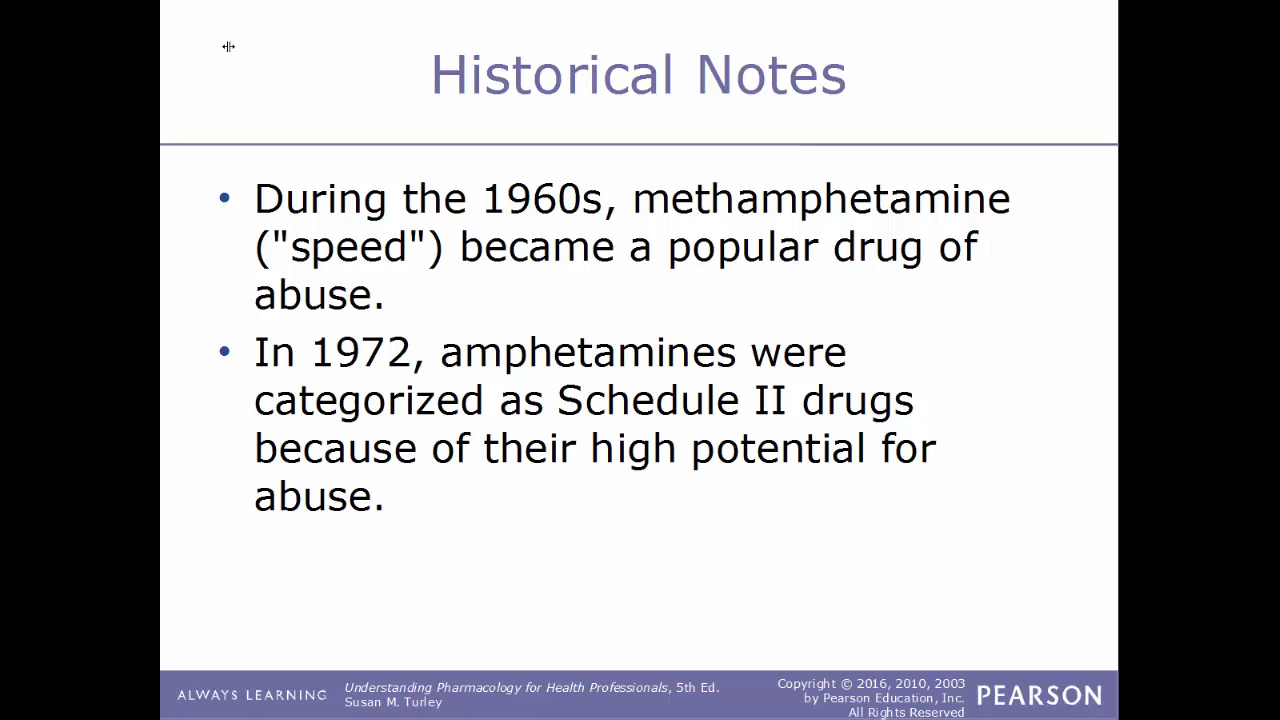 Historical Notes
• During the 1960s, methamphetamine
("speed") became a popular drug of
abuse.
• In 1972, amphetamines were
categorized as Schedule II drugs
because of their high potential for
abuse.
ALWAYS LEARNING
Understanding Pharmacology for Health Professionals, 5th Ed.
Susan M. Turley
Copyright © 2016, 2010, 2003
by Pearson Education, Inc.
All Rights Reserved
PEARSON